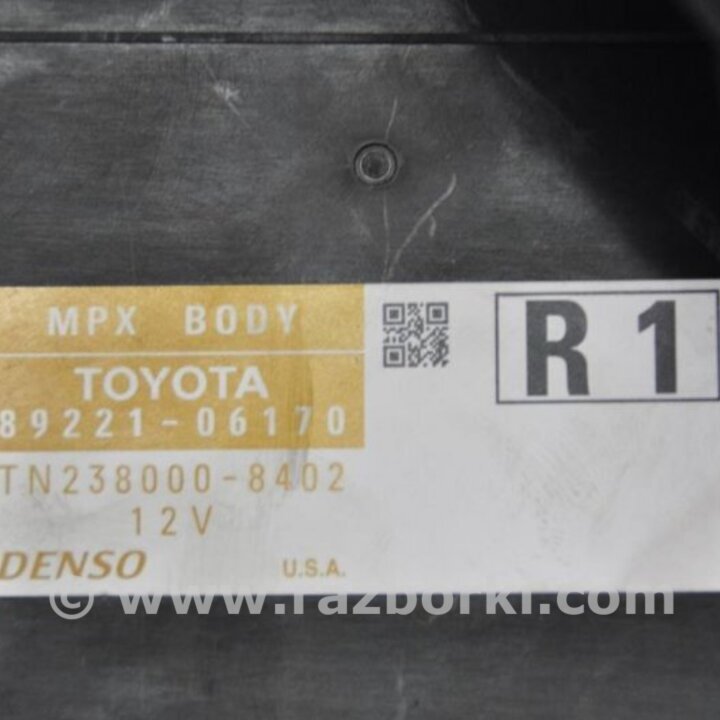 MPX BODY
TOYOTA
89221-06170
TN238000-8402
12V
DENSO
U.S.A.
R1
© www.razborki.com